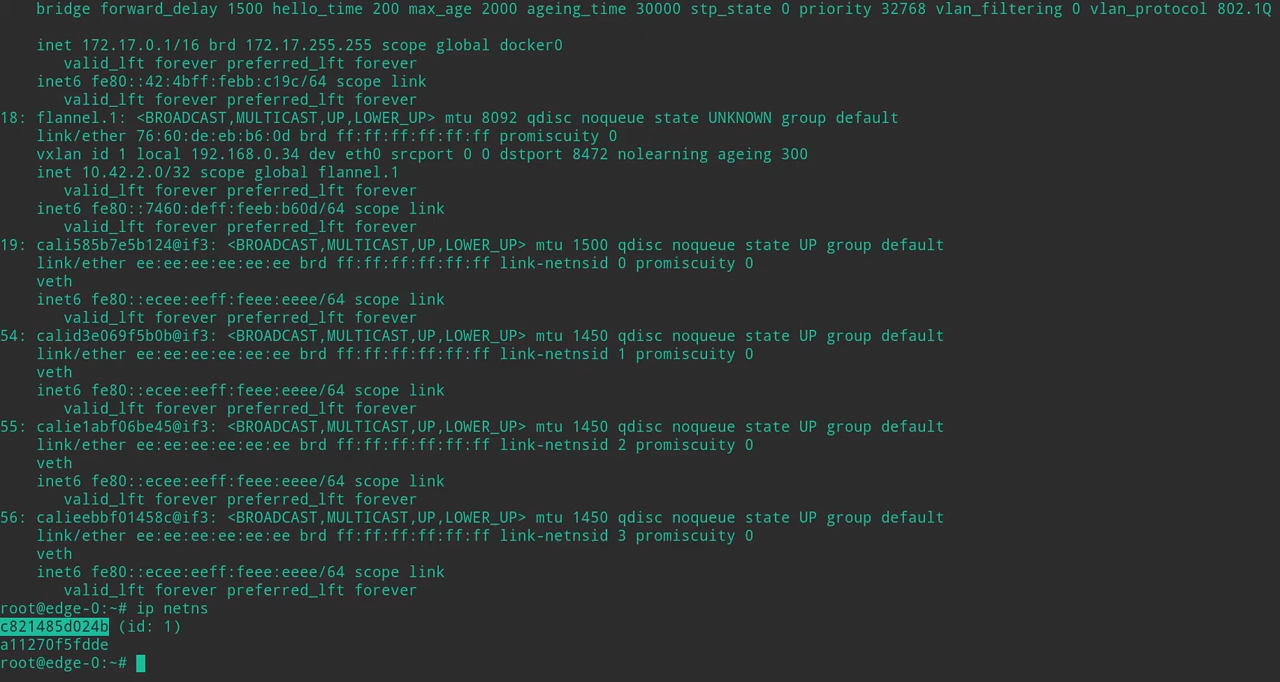 bridge forward_delay 1500 hello_time 200 max_age 2000 ageing_time 30000 stp_state 0 priority 32768 vlan_filtering 0 vlan_protocol 802.1Q
inet 172.17.0.1/16 brd 172.17.255.255 scope global docker0
valid_lft forever preferred_lft forever
inet6 fe80::42:4bff:febb:c19c/64 scope link
valid_lft forever preferred_lft forever
18: flannel.1: <BROADCAST,MULTICAST,UP,LOWER_UP> mtu 8092 qdisc noqueue state UNKNOWN group default
link/ether 76:60:de:eb:b6:0d brd ff:ff:ff:ff:ff:ff promiscuity 0
vxlan id 1 local 192.168.0.34 dev eth0 srcport 0 0 dstport 8472 nolearning ageing 300
inet 10.42.2.0/32 scope global flannel.1
valid_lft forever preferred_lft forever
inet6 fe80::7460:deff:feeb:b60d/64 scope link
valid_lft forever preferred_lft forever
19: cali585b7e5b124@if3: <BROADCAST,MULTICAST,UP,LOWER_UP> mtu 1500 qdisc noqueue state UP group default
link/ether ee:ee:ee:ee:ee:ee brd ff:ff:ff:ff:ff:ff link-netnsid 0 promiscuity 0
veth
inet6 fe80::ecee:eeff:feee:eeee/64 scope link
valid_lft forever preferred_lft forever
54: calid3e069f5b0b@if3: <BROADCAST,MULTICAST,UP,LOWER_UP> mtu 1450 qdisc noqueue state UP group default
link/ether ee:ee:ee:ee:ee:ee brd ff:ff:ff:ff:ff:ff link-netnsid 1 promiscuity 0
veth
inet6 fe80::ecee:eeff:feee:eeee/64 scope link
valid_lft forever preferred_lft forever
55: calie1abf06be45@if3: <BROADCAST,MULTICAST,UP,LOWER_UP> mtu 1450 qdisc noqueue state UP group default
link/ether ee:ee:ee:ee:ee:ee brd ff:ff:ff:ff:ff:ff link-netnsid 2 promiscuity 0
veth
inet6 fe80::ecee:eeff:feee:eeee/64 scope link
valid_lft forever preferred_lft forever
56: calieebbf01458c@if3: <BROADCAST,MULTICAST,UP,LOWER_UP> mtu 1450 qdisc noqueue state UP group default
link/ether ee:ee:ee:ee:ee:ee brd ff:ff:ff:ff:ff:ff link-netnsid 3 promiscuity 0
veth
inet6 fe80::ecee:eeff:feee:eeee/64 scope link
valid_lft forever preferred_lft forever
root@edge-0:~# ip netns
c821485d024b (id: 1)
a11270f5fdde
root@edge-0:~#